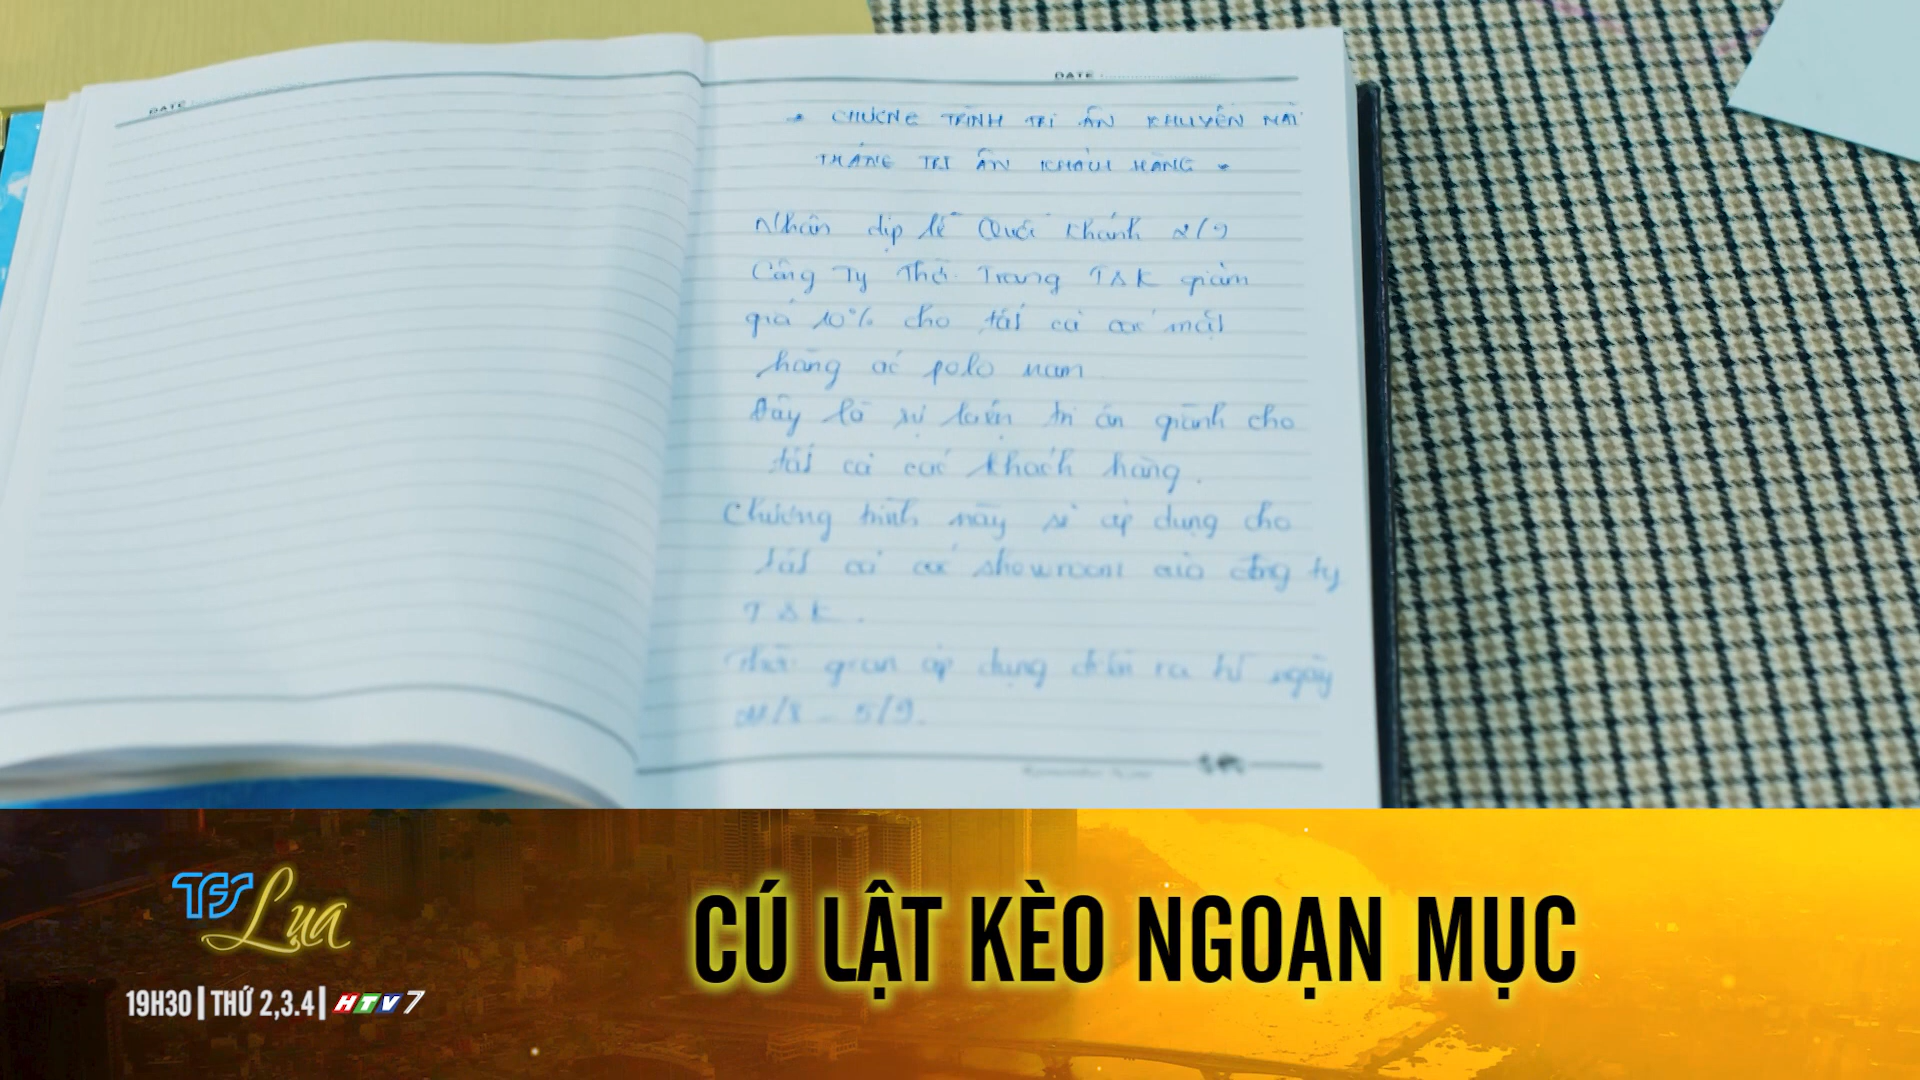 DATE
DATE
CHƯƠNG TRÌNH TRI ÂN KHUYẾN MÃI
THÁNG TRI ÂN KHÁCH HÀNG
Nhân dịp lễ Quốc khánh 2/9
Công Ty Thời Trang TSK giảm
giá 10% cho tất cả các mặt
hàng áo polo nam
Đây là sự kiện tri ân giành cho
tất cả các khách hàng.
Chương trình này sẽ áp dụng cho
tất cả các showroom của công ty
TSK.
Thời gian áp dụng diễn ra từ ngày
/8 - 5/9.
TFS
Lụa
19H30 | THỨ 2,3.4 | HTV7
CÚ LẬT KÈO NGOẠN MỤC